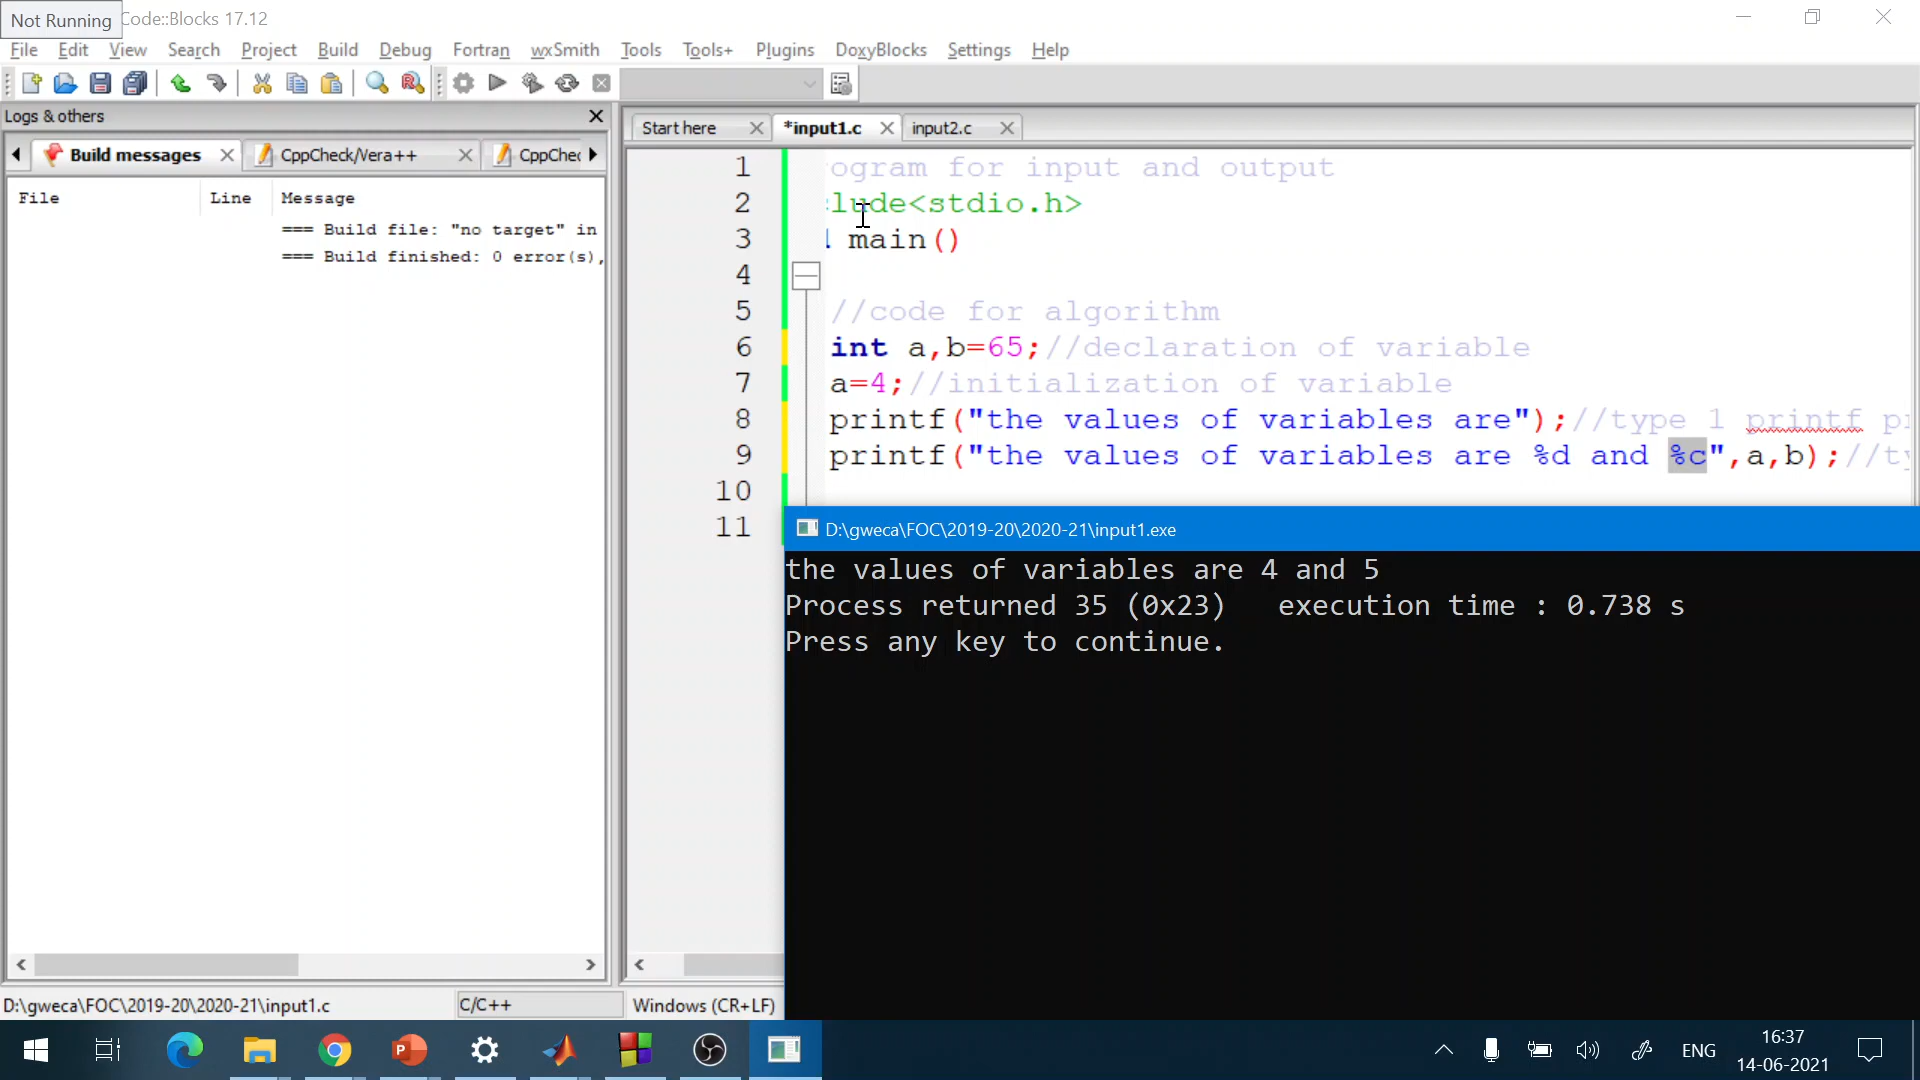 Not Running
Code::Blocks 17.12
File Edit View Search Project Build Debug Fortran wxSmith Tools Tools+ Plugins DoxyBlocks Settings Help
Logs & others
Build messages CppCheck/Vera++ CppChec
File Line Message
=== Build file: "no target" in
=== Build finished: 0 error(s),
Start here *input1.c input2.c
1 ogram for input and output
2 lude<stdio.h>
3 main()
4
5 //code for algorithm
6 int a,b=65;//declaration of variable
7 a=4;//initialization of variable
8 printf("the values of variables are");//type 1 printf p
9 printf("the values of variables are %d and %c",a,b);//ty
10
11
D:\gweca\FOC\2019-20\2020-21\input1.exe
the values of variables are 4 and 5
Process returned 35 (0x23) execution time : 0.738 s
Press any key to continue.
D:\gweca\FOC\2019-20\2020-21\input1.c C/C++ Windows (CR+LF)
ENG
16:37
14-06-2021